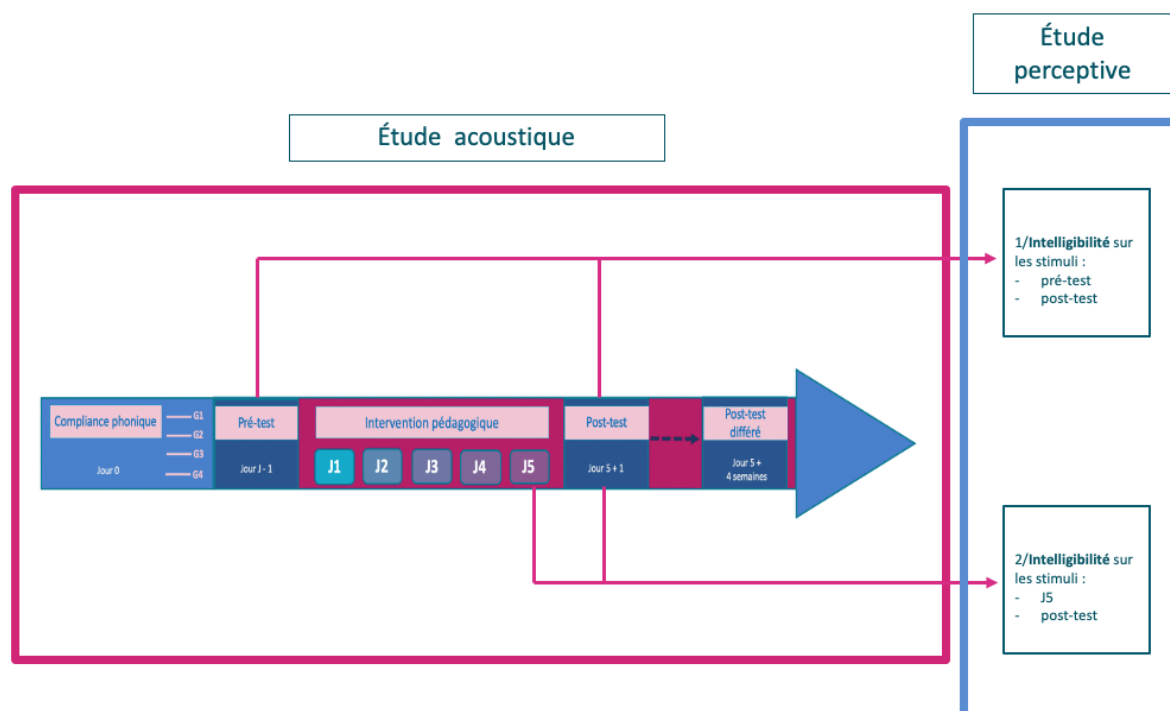 Étude
perceptive
Étude acoustique
1/Intelligibilité sur
les stimuli :
- pré-test
- post-test
Compliance phonique
G1
G2
G3
G4
Jour 0
Pré-test
Jour J - 1
Intervention pédagogique
J1
J2
J3
J4
J5
Post-test
Jour 5 + 1
Post-test
différé
Jour 5 +
4 semaines
2/Intelligibilité sur
les stimuli :
- J5
- post-test